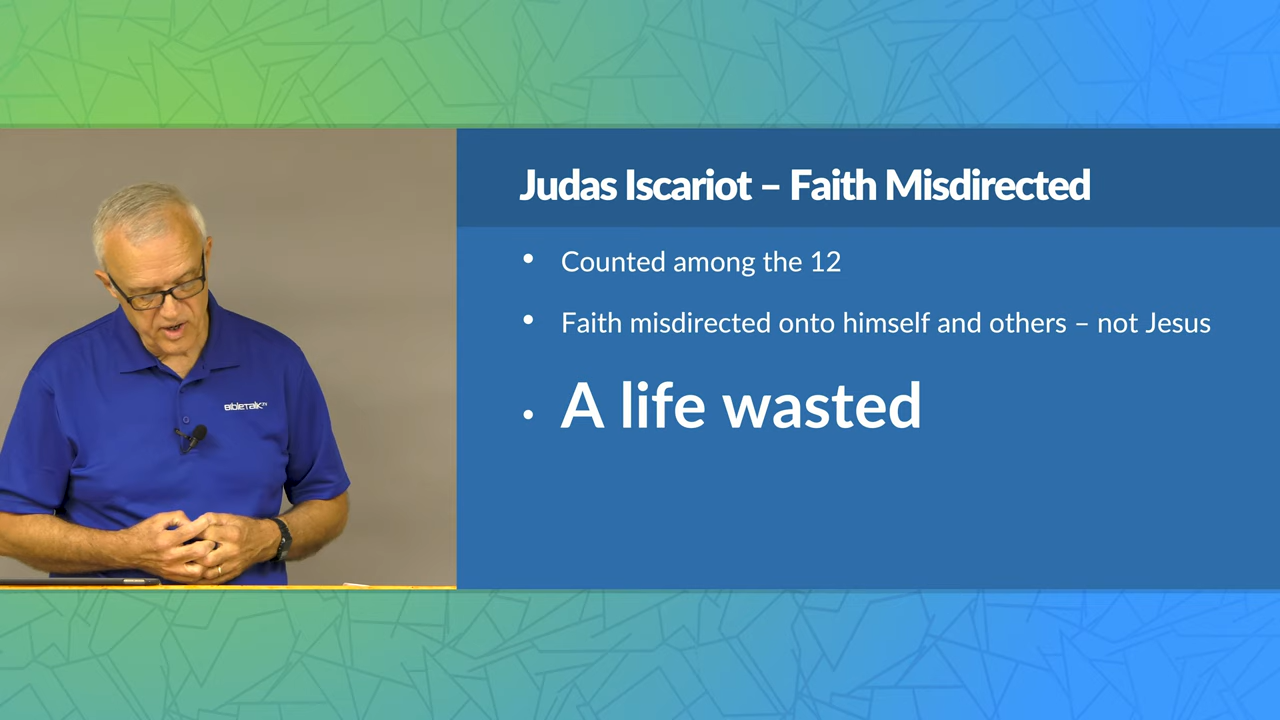 Judas Iscariot – Faith Misdirected
• Counted among the 12
• Faith misdirected onto himself and others – not Jesus
• A life wasted
BIBLETALK.TV